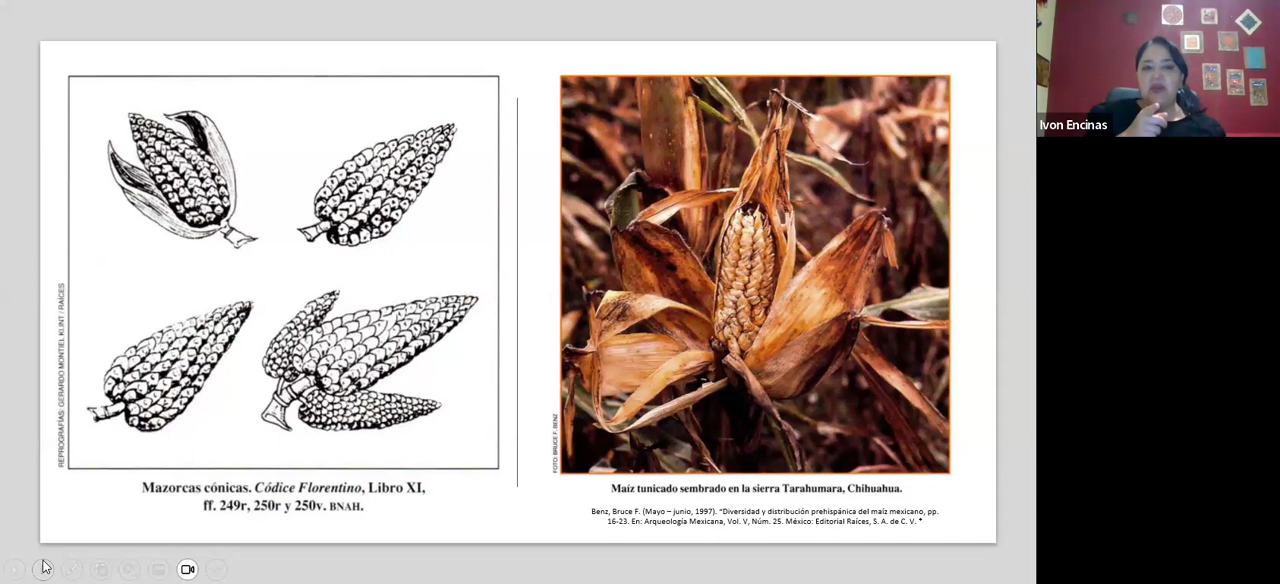 Ivon Encinas
REPROGRAFÍAS: GERARDO MONTIEL KLINT / RAÍCES
Mazorcas cónicas. Códice Florentino, Libro XI,
ff. 249r, 250r y 250v. BNAH.
FOTO: BRUCE F. BENZ
Maíz tunicado sembrado en la sierra Tarahumara, Chihuahua.
Benz, Bruce F. (Mayo – junio, 1997). "Diversidad y distribución prehispánica del maíz mexicano, pp.
16-23. En: Arqueología Mexicana, Vol. V, Núm. 25. México: Editorial Raíces, S. A. de C. V. *